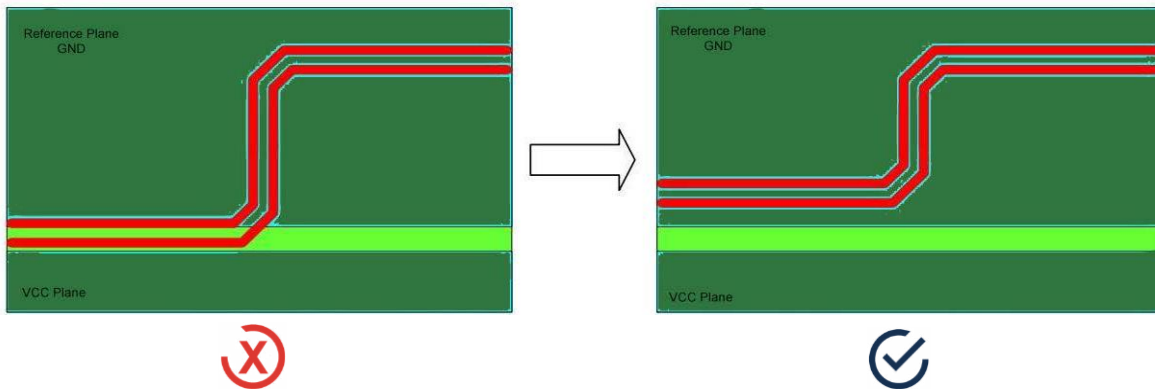 Reference Plane
GND
VCC Plane
X
Reference Plane
GND
VCC Plane